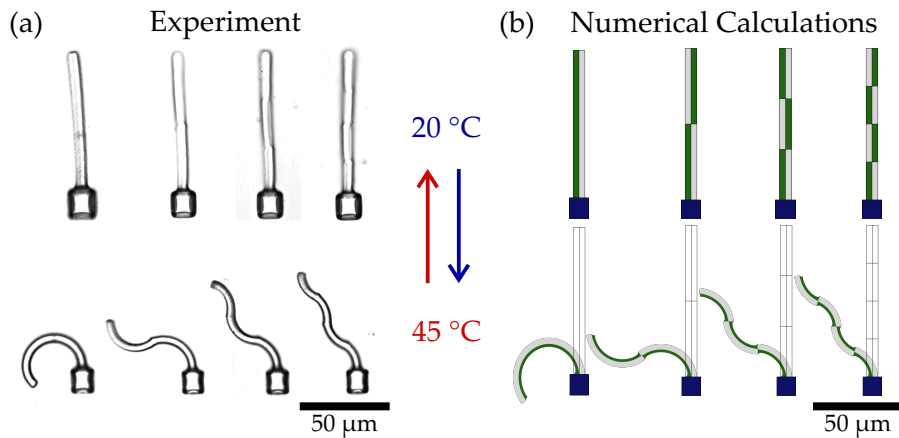 (a) Experiment
(b) Numerical Calculations
20 °C
45 °C
50 µm
50 µm